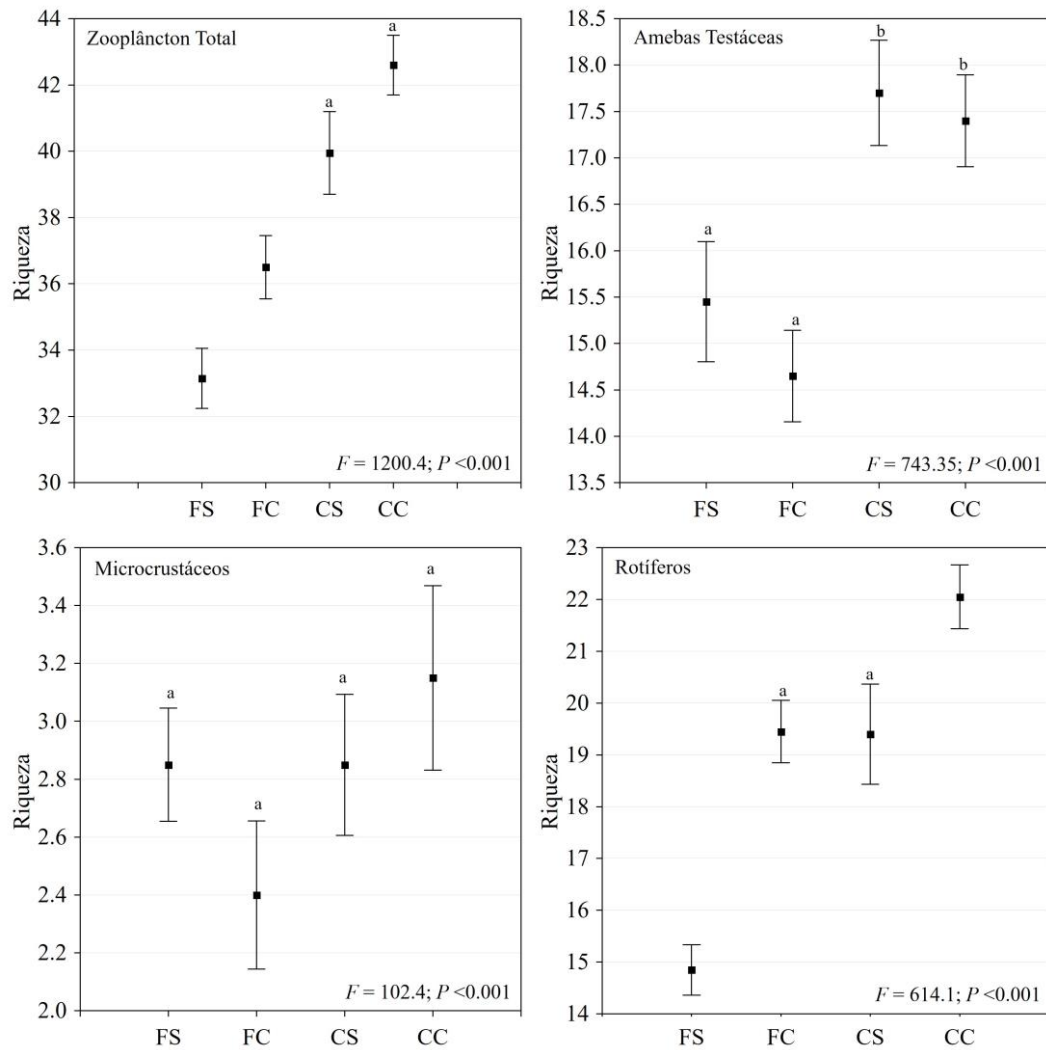 Zooplâncton Total
Riqueza
44
42
40
38
36
34
32
30
a
a
F = 1200.4; P <0.001
FS FC CS CC
Amebas Testáceas
Riqueza
18.5
18.0
17.5
17.0
16.5
16.0
15.5
15.0
14.5
14.0
13.5
a
a
b
b
F = 743.35; P <0.001
FS FC CS CC
Microcrustáceos
Riqueza
3.6
3.4
3.2
3.0
2.8
2.6
2.4
2.2
2.0
a
a
a
a
F = 102.4; P <0.001
FS FC CS CC
Rotíferos
Riqueza
23
22
21
20
19
18
17
16
15
14
a
a
F = 614.1; P <0.001
FS FC CS CC